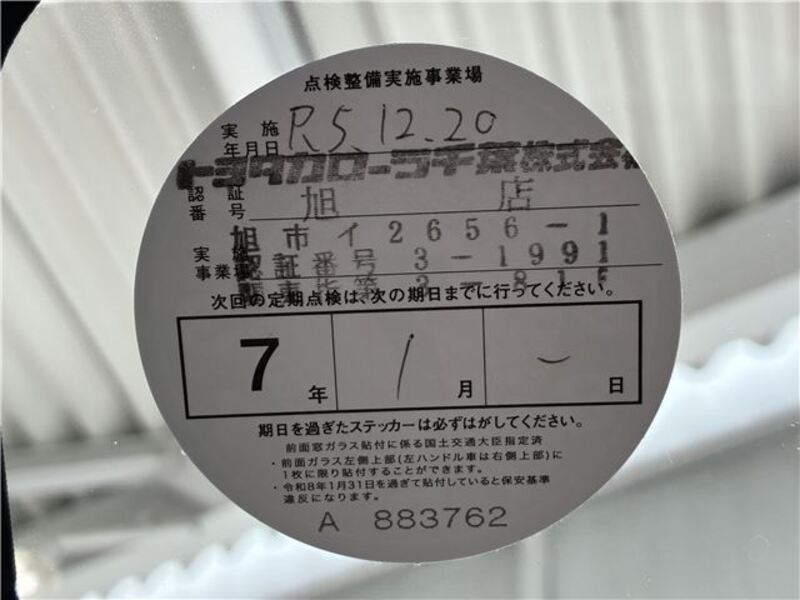 点検整備実施事業場
実施年月日 R5.12.20
トヨタカローラ千葉株式会
認証番号 旭 店
旭市イ2656-1
実施事業場 認証番号 3-1991
3-815
次回の定期点検は、次の期日までに行ってください。
7年 1月 ー日
期日を過ぎたステッカーは必ずはがしてください。
前面窓ガラス貼付に係る国土交通大臣指定済
・前面ガラス左側上部(左ハンドル車は右側上部)に
1枚に限り貼付することができます。
・令和8年1月31日を過ぎて貼付していると保安基準
違反になります。
A 883762